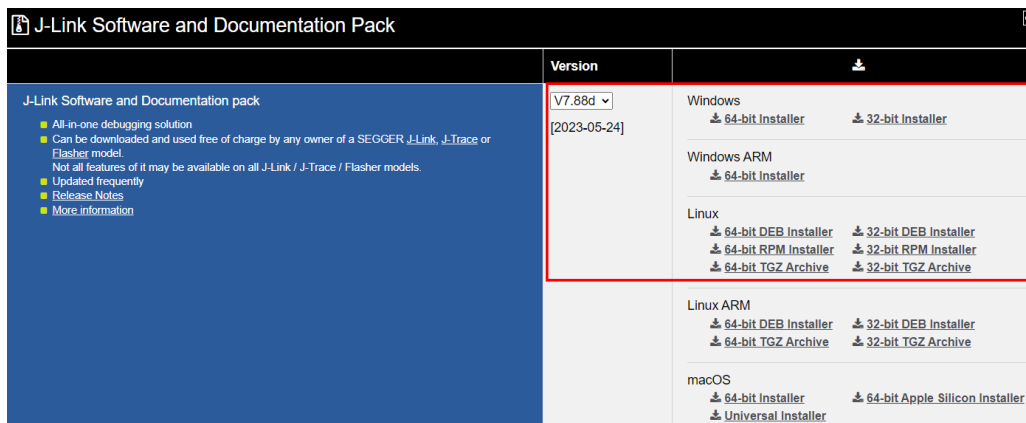 J-Link Software and Documentation Pack
Version
J-Link Software and Documentation pack
All-in-one debugging solution
Can be downloaded and used free of charge by any owner of a SEGGER J-Link, J-Trace or
Flasher model.
Not all features of it may be available on all J-Link / J-Trace / Flasher models.
Updated frequently
Release Notes
More information
V7.88d
[2023-05-24]
Windows
64-bit Installer 32-bit Installer
Windows ARM
64-bit Installer
Linux
64-bit DEB Installer 32-bit DEB Installer
64-bit RPM Installer 32-bit RPM Installer
64-bit TGZ Archive 32-bit TGZ Archive
Linux ARM
64-bit DEB Installer 32-bit DEB Installer
64-bit TGZ Archive 32-bit TGZ Archive
macOS
64-bit Installer 64-bit Apple Silicon Installer
Universal Installer